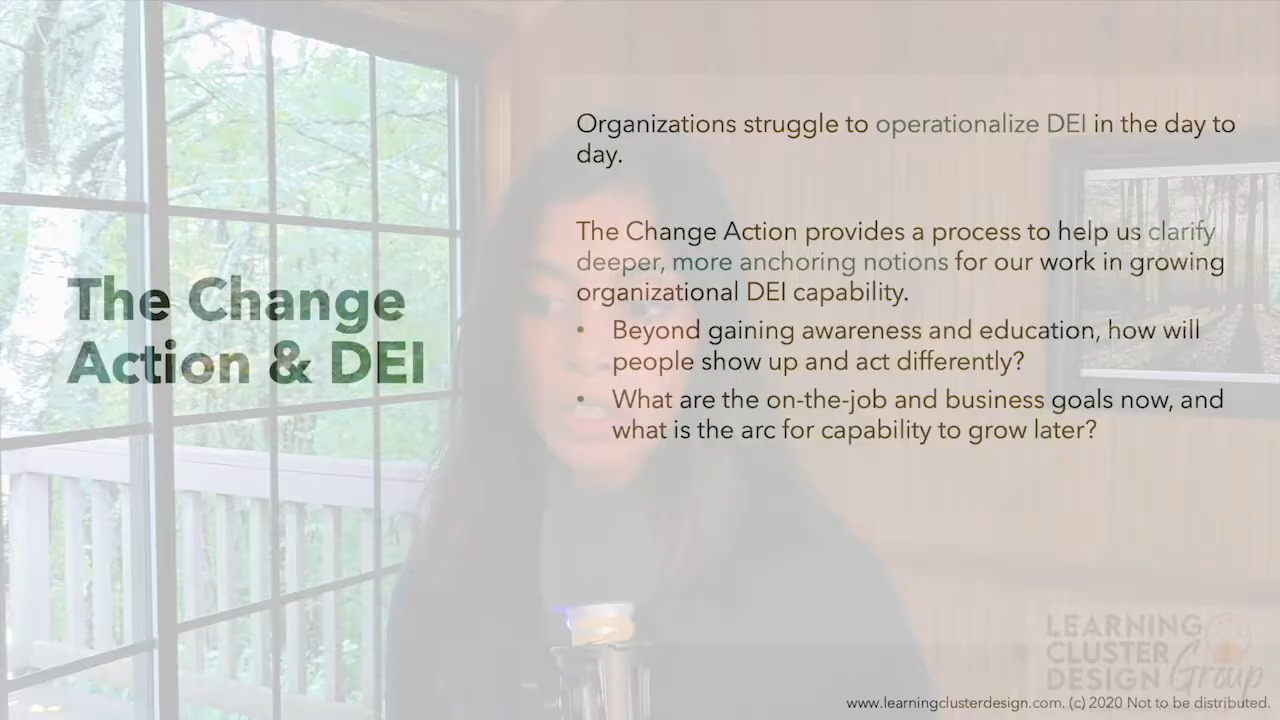 The Change
Action & DEI
Organizations struggle to operationalize DEI in the day to
day.
The Change Action provides a process to help us clarify
deeper, more anchoring notions for our work in growing
organizational DEI capability.
• Beyond gaining awareness and education, how will
people show up and act differently?
• What are the on-the-job and business goals now, and
what is the arc for capability to grow later?
LEARNING
CLUSTER
DESIGN Group
www.learningclusterdesign.com. (c) 2020 Not to be distributed.